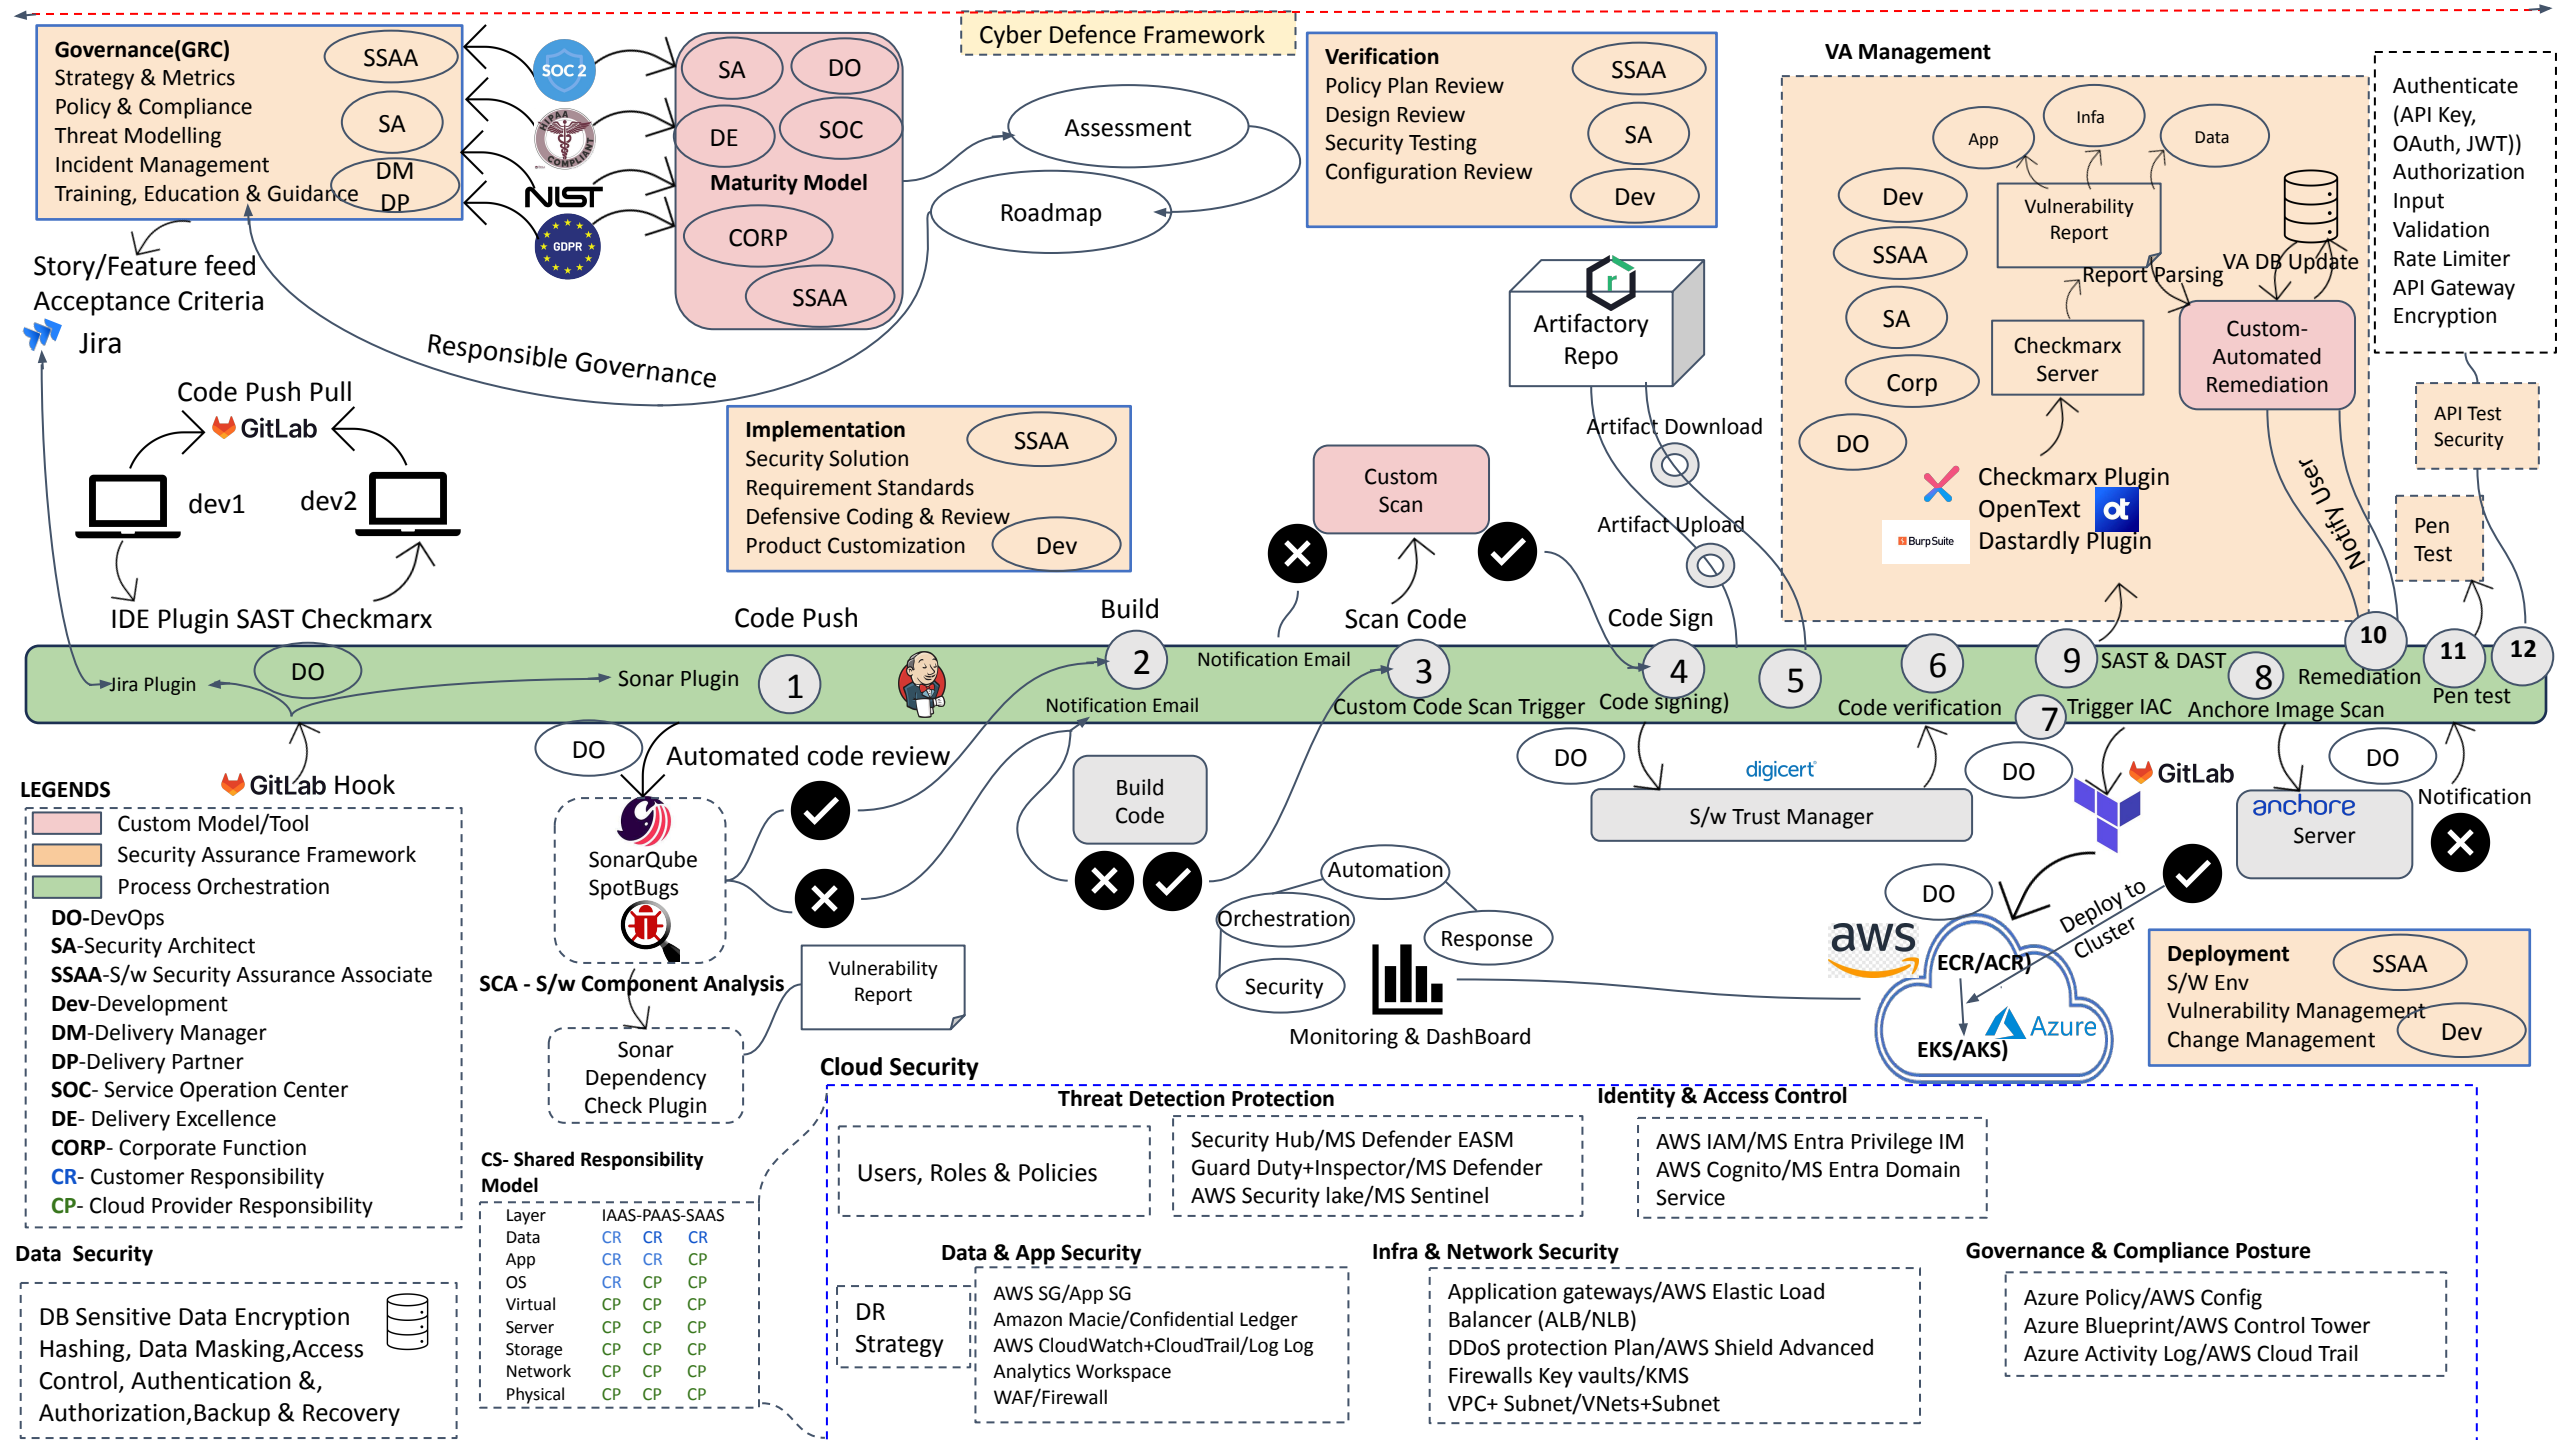 Cyber Defence Framework
Governance(GRC)
Strategy & Metrics
Policy & Compliance
Threat Modelling
Incident Management
Training, Education & Guidance
SSAA
SA
DM
DP
SOC 2
HIPAA
COMPLIANT
NIST
GDPR
SA
DO
DE
SOC
Maturity Model
CORP
SSAA
Assessment
Roadmap
Responsible Governance
Verification
Policy Plan Review
Design Review
Security Testing
Configuration Review
SSAA
SA
Dev
VA Management
App
Infa
Data
Dev
SSAA
SA
Corp
DO
Vulnerability
Report
Report Parsing
VA DB Update
Checkmarx
Server
Custom-
Automated
Remediation
Notify User
Checkmarx Plugin
OpenText
ot
Burp Suite
Dastardly Plugin
Authenticate
(API Key,
OAuth, JWT))
Authorization
Input
Validation
Rate Limiter
API Gateway
Encryption
API Test
Security
Pen
Test
Story/Feature feed
Acceptance Criteria
Jira
Code Push Pull
GitLab
dev1
dev2
IDE Plugin SAST Checkmarx
Implementation
Security Solution
Requirement Standards
Defensive Coding & Review
Product Customization
SSAA
Dev
r
Artifactory
Repo
Artifact Download
Artifact Upload
Custom
Scan
Code Push
Build
Scan Code
Code Sign
Jira Plugin
DO
Sonar Plugin
1
2
Notification Email
Notification Email
3
Custom Code Scan Trigger
4
Code signing)
5
6
Code verification
9
SAST & DAST
7
Trigger IAC
8
Anchore Image Scan
10
Remediation
11
Pen test
12
GitLab Hook
DO
Automated code review
SonarQube
SpotBugs
SCA - S/w Component Analysis
Vulnerability
Report
Sonar
Dependency
Check Plugin
Build
Code
Automation
Orchestration
Response
Security
Monitoring & DashBoard
DO
digicert
S/w Trust Manager
DO
GitLab
anchore
Server
DO
Notification
DO
Deploy to
Cluster
aws
ECR/ACR)
Azure
EKS/AKS)
Deployment
S/W Env
Vulnerability Management
Change Management
SSAA
Dev
LEGENDS
Custom Model/Tool
Security Assurance Framework
Process Orchestration
DO-DevOps
SA-Security Architect
SSAA-S/w Security Assurance Associate
Dev-Development
DM-Delivery Manager
DP-Delivery Partner
SOC- Service Operation Center
DE- Delivery Excellence
CORP- Corporate Function
CR- Customer Responsibility
CP- Cloud Provider Responsibility
Data Security
DB Sensitive Data Encryption
Hashing, Data Masking,Access
Control, Authentication &,
Authorization,Backup & Recovery
CS- Shared Responsibility
Model
Layer IAAS-PAAS-SAAS
Data CR CR CR
App CR CR CP
OS CR CP CP
Virtual CP CP CP
Server CP CP CP
Storage CP CP CP
Network CP CP CP
Physical CP CP CP
Cloud Security
Users, Roles & Policies
Threat Detection Protection
Security Hub/MS Defender EASM
Guard Duty+Inspector/MS Defender
AWS Security lake/MS Sentinel
Identity & Access Control
AWS IAM/MS Entra Privilege IM
AWS Cognito/MS Entra Domain
Service
DR
Strategy
Data & App Security
AWS SG/App SG
Amazon Macie/Confidential Ledger
AWS CloudWatch+CloudTrail/Log Log
Analytics Workspace
WAF/Firewall
Infra & Network Security
Application gateways/AWS Elastic Load
Balancer (ALB/NLB)
DDoS protection Plan/AWS Shield Advanced
Firewalls Key vaults/KMS
VPC+ Subnet/VNets+Subnet
Governance & Compliance Posture
Azure Policy/AWS Config
Azure Blueprint/AWS Control Tower
Azure Activity Log/AWS Cloud Trail